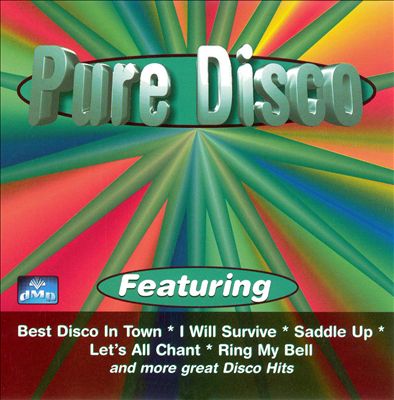 Pure Disco
Featuring
dMp
Best Disco In Town * I Will Survive * Saddle Up *
Let's All Chant * Ring My Bell
and more great Disco Hits